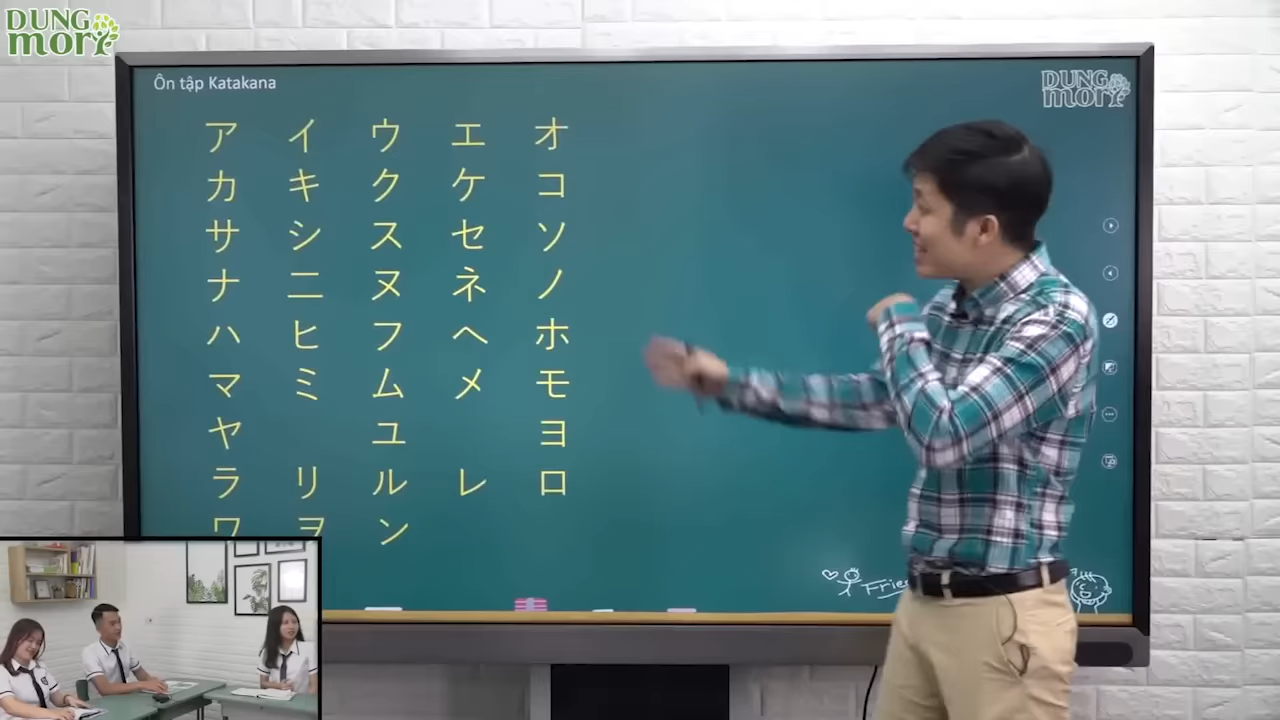 DUNG
mori
Ôn tập Katakana
DUNG
mori
ア イ ウ エ オ
カ キ ク ケ コ
サ シ ス セ ソ
ナ ニ ヌ ネ ノ
ハ ヒ フ ヘ ホ
マ ミ ム メ モ
ヤ ユ ヨ
ラ リ ル レ ロ
ワ ヲ ン